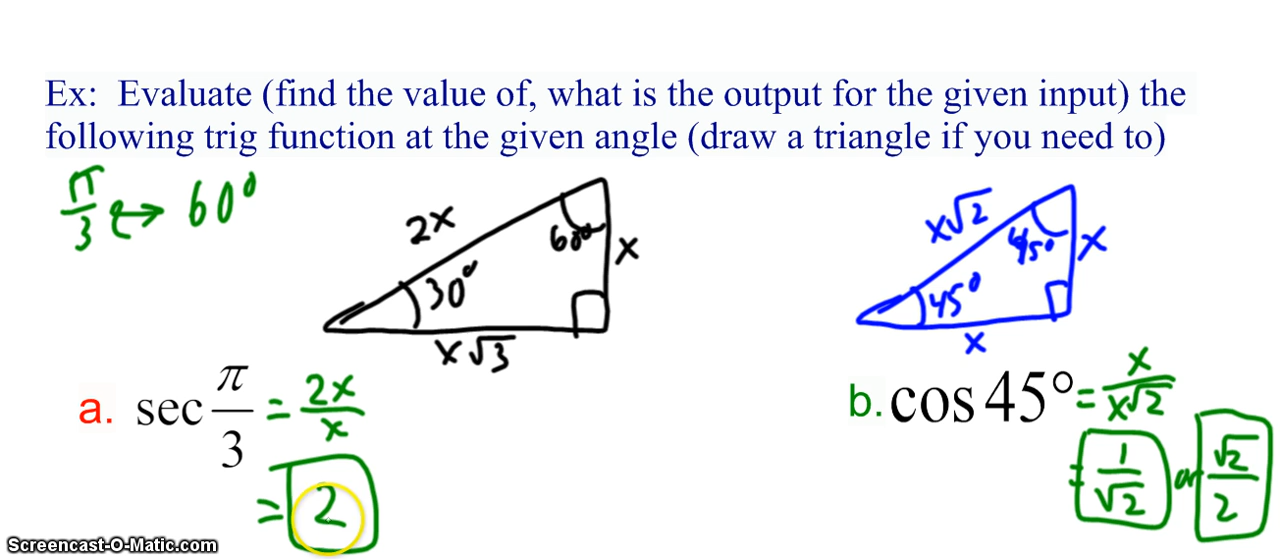 Ex: Evaluate (find the value of, what is the output for the given input) the
following trig function at the given angle (draw a triangle if you need to)
π/3 ↔ 60°
2x
60°
x
30°
x√3
x√2
45°
x
45°
x
a. sec π/3 = 2x/x
= 2
b. cos 45° = x/x√2
= 1/√2 or √2/2
Screencast-O-Matic.com